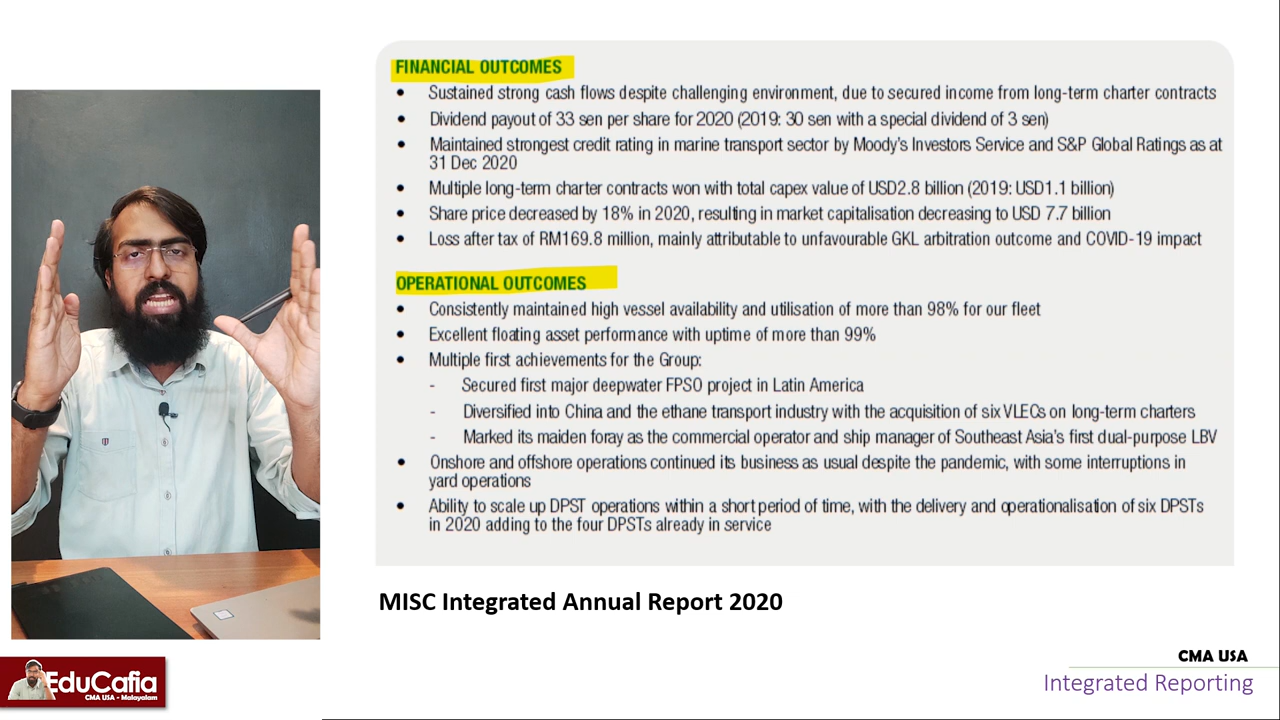 FINANCIAL OUTCOMES
• Sustained strong cash flows despite challenging environment, due to secured income from long-term charter contracts
• Dividend payout of 33 sen per share for 2020 (2019: 30 sen with a special dividend of 3 sen)
• Maintained strongest credit rating in marine transport sector by Moody's Investors Service and S&P Global Ratings as at
31 Dec 2020
• Multiple long-term charter contracts won with total capex value of USD2.8 billion (2019: USD1.1 billion)
• Share price decreased by 18% in 2020, resulting in market capitalisation decreasing to USD 7.7 billion
• Loss after tax of RM169.8 million, mainly attributable to unfavourable GKL arbitration outcome and COVID-19 impact
OPERATIONAL OUTCOMES
• Consistently maintained high vessel availability and utilisation of more than 98% for our fleet
• Excellent floating asset performance with uptime of more than 99%
• Multiple first achievements for the Group:
- Secured first major deepwater FPSO project in Latin America
- Diversified into China and the ethane transport industry with the acquisition of six VLECs on long-term charters
- Marked its maiden foray as the commercial operator and ship manager of Southeast Asia's first dual-purpose LBV
• Onshore and offshore operations continued its business as usual despite the pandemic, with some interruptions in
yard operations
• Ability to scale up DPST operations within a short period of time, with the delivery and operationalisation of six DPSTs
in 2020 adding to the four DPSTs already in service
MISC Integrated Annual Report 2020
CMA USA
Integrated Reporting
EduCafia
CMA USA - Malayalam